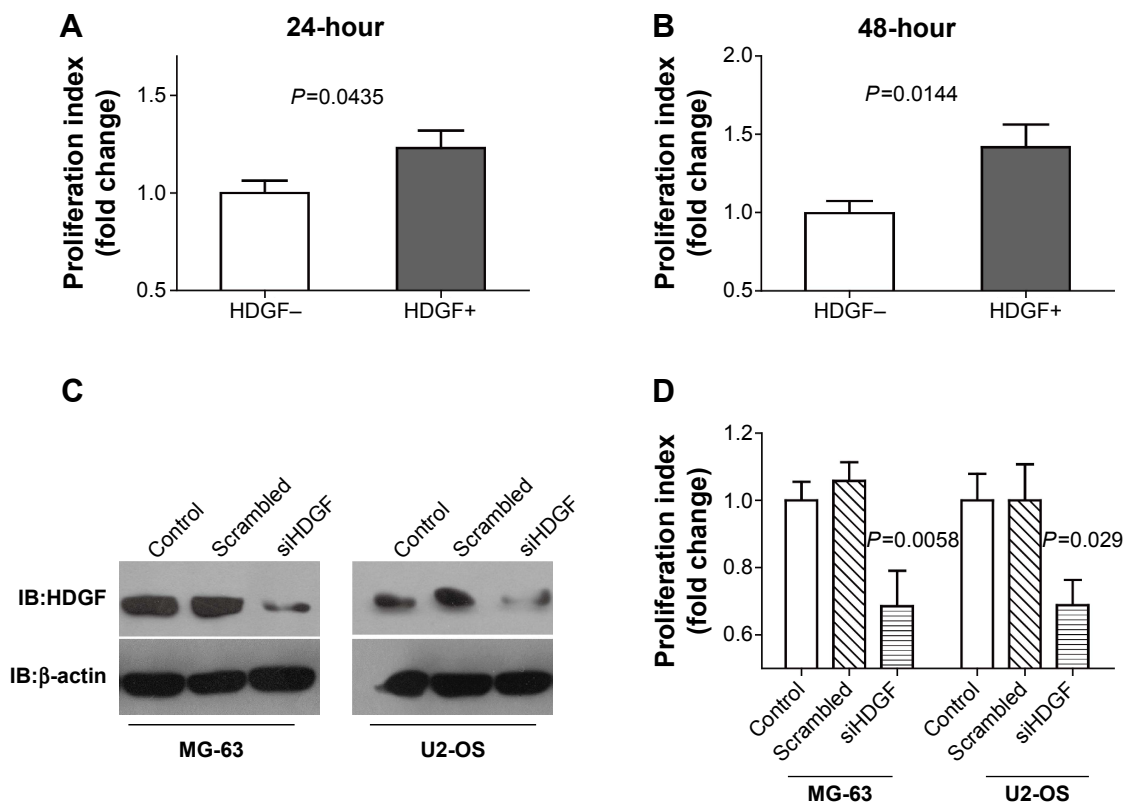 A
24-hour
Proliferation index
(fold change)
1.5
1.0
0.5
P=0.0435
HDGF–
HDGF+
B
48-hour
Proliferation index
(fold change)
2.0
1.5
1.0
0.5
P=0.0144
HDGF–
HDGF+
C
Control
Scrambled
siHDGF
Control
Scrambled
siHDGF
IB:HDGF
IB:β-actin
MG-63
U2-OS
D
Proliferation index
(fold change)
1.2
1.0
0.8
0.6
P=0.0058
P=0.029
Control
Scrambled
siHDGF
Control
Scrambled
siHDGF
MG-63
U2-OS